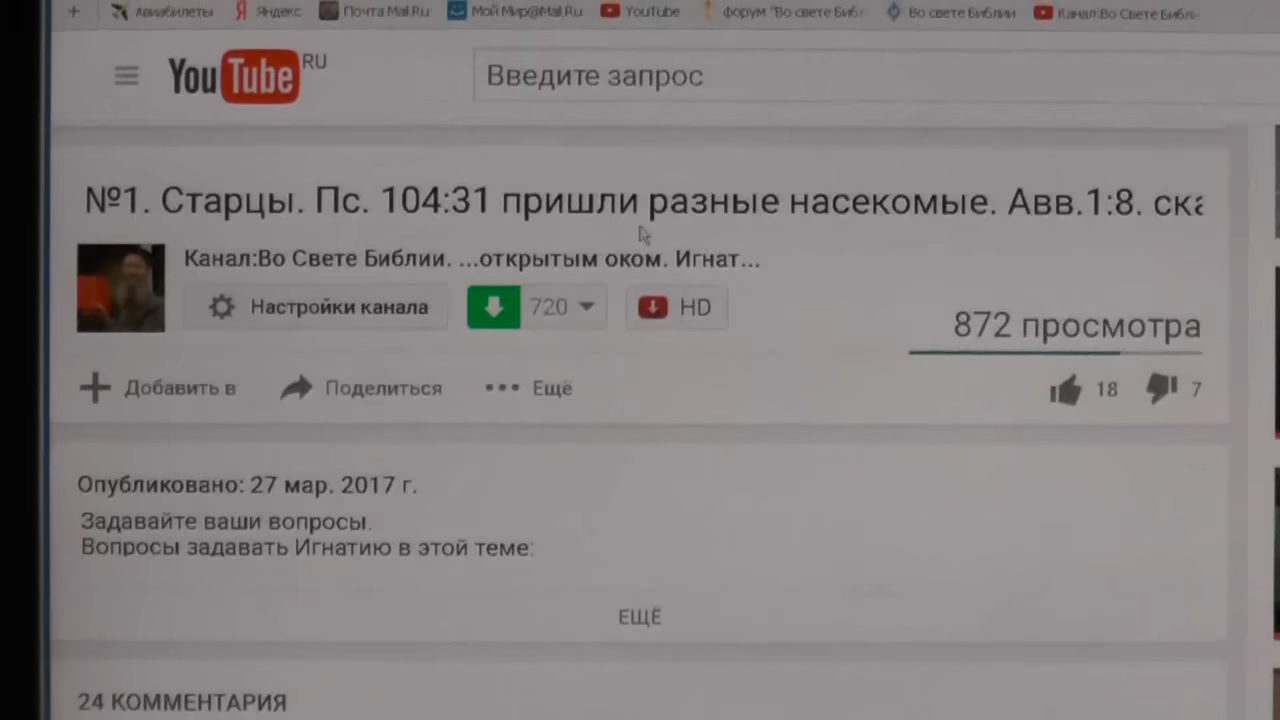 + Авиабилеты Яндекс Почта Mail.Ru Мой Мир@Mail.Ru YouTube форум "Во свете Биб Во свете Библии Канал:Во Свете Библ
YouTube RU Введите запрос
№1. Старцы. Пс. 104:31 пришли разные насекомые. Авв.1:8. ска
Канал:Во Свете Библии. ...открытым оком. Игнат...
Настройки канала 720 HD
872 просмотра
Добавить в Поделиться ••• Ещё 18 7
Опубликовано: 27 мар. 2017 г.
Задавайте ваши вопросы.
Вопросы задавать Игнатию в этой теме:
ЕЩЁ
24 КОММЕНТАРИЯ